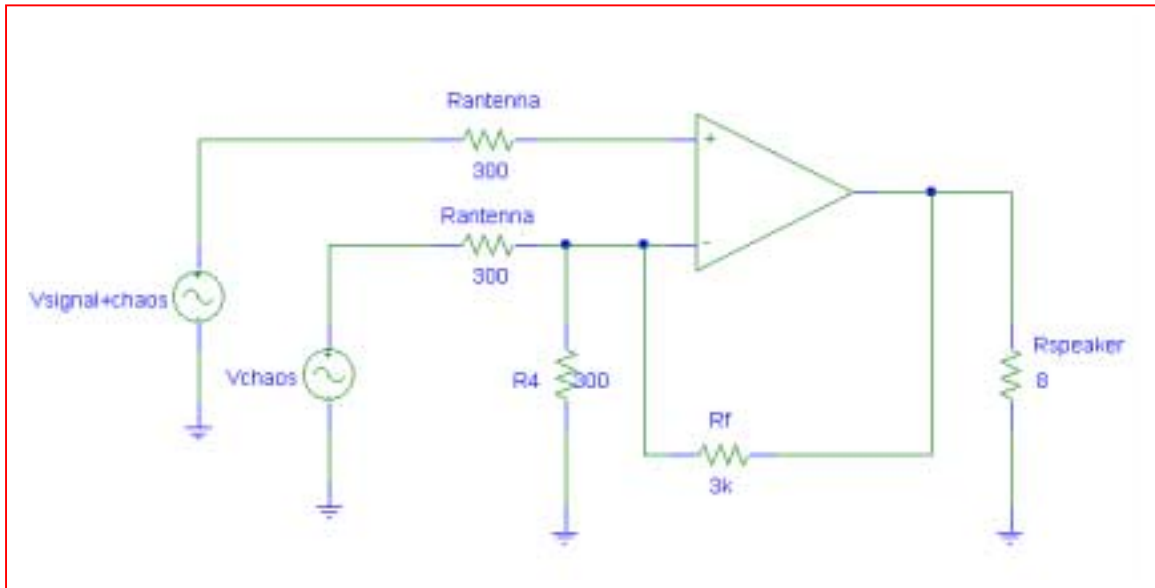 Rantenna
+
300
Rantenna
-
300
Vsignal+chaos
Vchaos
R4
300
Rspeaker
8
Rf
3k